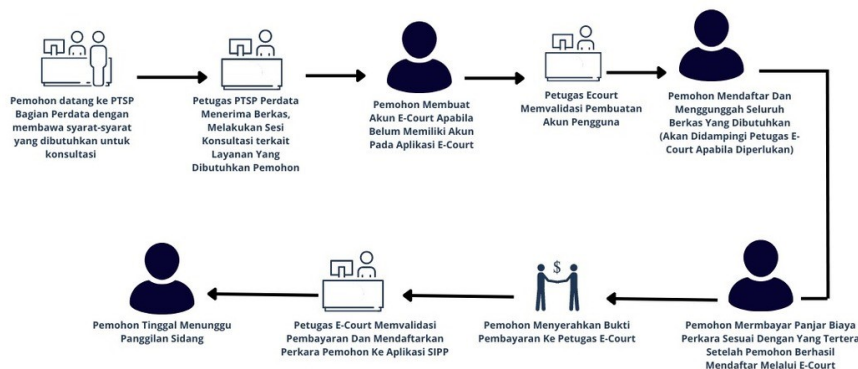 Pemohon datang ke PTSP
Bagian Perdata dengan
membawa syarat-syarat
yang dibutuhkan untuk
konsultasi
Petugas PTSP Perdata
Menerima Berkas,
Melakukan Sesi
Konsultasi terkait
Layanan Yang
Dibutuhkan Pemohon
Pemohon Membuat
Akun E-Court Apabila
Belum Memiliki Akun
Pada Aplikasi E-Court
Petugas Ecourt
Memvalidasi Pembuatan
Akun Pengguna
Pemohon Mendaftar Dan
Menggunggah Seluruh
Berkas Yang Dibutuhkan
(Akan Didampingi Petugas E-
Court Apabila Diperlukan)
Pemohon Mermbayar Panjar Biaya
Perkara Sesuai Dengan Yang Tertera
Setelah Pemohon Berhasil
Mendaftar Melalui E-Court
$
Pemohon Menyerahkan Bukti
Pembayaran Ke Petugas E-Court
Petugas E-Court Memvalidasi
Pembayaran Dan Mendaftarkan
Perkara Pemohon Ke Aplikasi SIPP
Pemohon Tinggal Menunggu
Panggilan Sidang